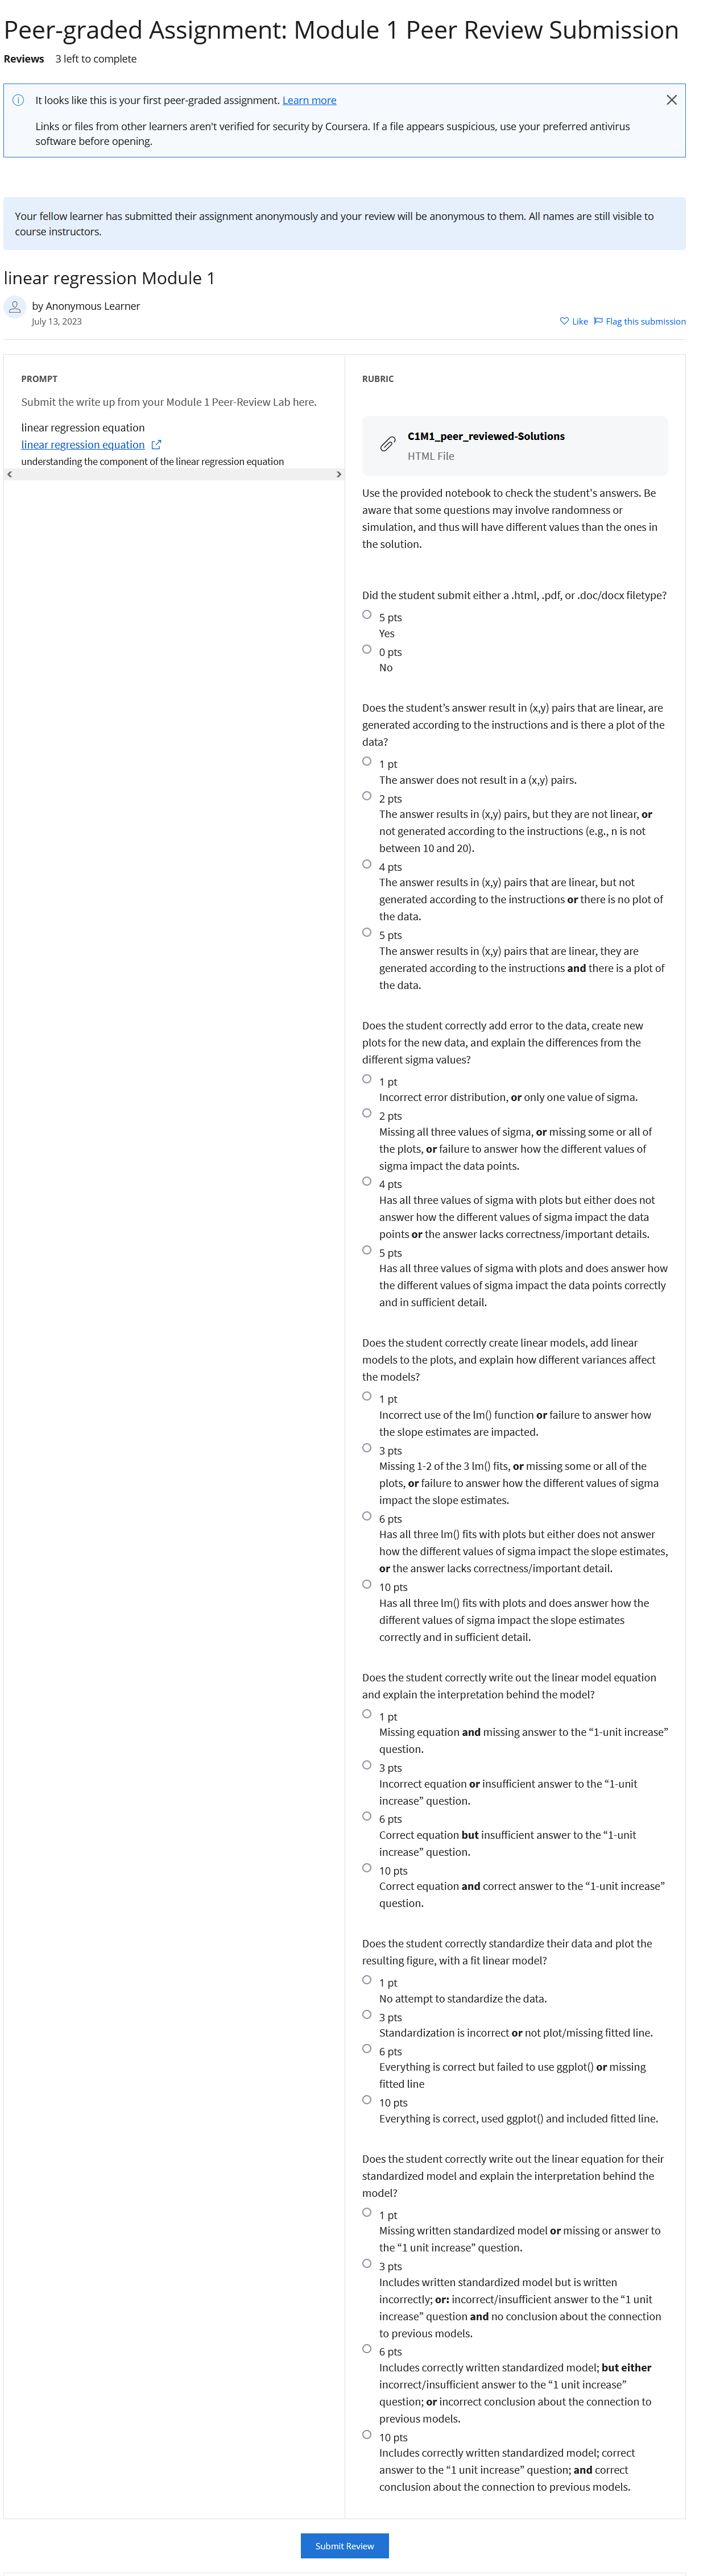 Peer-graded Assignment: Module 1 Peer Review Submission
Reviews 3 left to complete
It looks like this is your first peer-graded assignment. Learn more
Links or files from other learners aren't verified for security by Coursera. If a file appears suspicious, use your preferred antivirus
software before opening.
Your fellow learner has submitted their assignment anonymously and your review will be anonymous to them. All names are still visible to
course instructors.
linear regression Module 1
by Anonymous Learner
July 13, 2023
Like Flag this submission
PROMPT
Submit the write up from your Module 1 Peer-Review Lab here.
linear regression equation
linear regression equation
understanding the component of the linear regression equation
RUBRIC
C1M1_peer_reviewed-Solutions
HTML File
Use the provided notebook to check the student's answers. Be
aware that some questions may involve randomness or
simulation, and thus will have different values than the ones in
the solution.
Did the student submit either a .html, .pdf, or .doc/docx filetype?
5 pts
Yes
0 pts
No
Does the student's answer result in (x,y) pairs that are linear, are
generated according to the instructions and is there a plot of the
data?
1 pt
The answer does not result in a (x,y) pairs.
2 pts
The answer results in (x,y) pairs, but they are not linear, or
not generated according to the instructions (e.g., n is not
between 10 and 20).
4 pts
The answer results in (x,y) pairs that are linear, but not
generated according to the instructions or there is no plot of
the data.
5 pts
The answer results in (x,y) pairs that are linear, they are
generated according to the instructions and there is a plot of
the data.
Does the student correctly add error to the data, create new
plots for the new data, and explain the differences from the
different sigma values?
1 pt
Incorrect error distribution, or only one value of sigma.
2 pts
Missing all three values of sigma, or missing some or all of
the plots, or failure to answer how the different values of
sigma impact the data points.
4 pts
Has all three values of sigma with plots but either does not
answer how the different values of sigma impact the data
points or the answer lacks correctness/important details.
5 pts
Has all three values of sigma with plots and does answer how
the different values of sigma impact the data points correctly
and in sufficient detail.
Does the student correctly create linear models, add linear
models to the plots, and explain how different variances affect
the models?
1 pt
Incorrect use of the lm() function or failure to answer how
the slope estimates are impacted.
3 pts
Missing 1-2 of the 3 lm() fits, or missing some or all of the
plots, or failure to answer how the different values of sigma
impact the slope estimates.
6 pts
Has all three lm() fits with plots but either does not answer
how the different values of sigma impact the slope estimates,
or the answer lacks correctness/important detail.
10 pts
Has all three lm() fits with plots and does answer how the
different values of sigma impact the slope estimates
correctly and in sufficient detail.
Does the student correctly write out the linear model equation
and explain the interpretation behind the model?
1 pt
Missing equation and missing answer to the “1-unit increase”
question.
3 pts
Incorrect equation or insufficient answer to the “1-unit
increase” question.
6 pts
Correct equation but insufficient answer to the “1-unit
increase” question.
10 pts
Correct equation and correct answer to the “1-unit increase”
question.
Does the student correctly standardize their data and plot the
resulting figure, with a fit linear model?
1 pt
No attempt to standardize the data.
3 pts
Standardization is incorrect or not plot/missing fitted line.
6 pts
Everything is correct but failed to use ggplot() or missing
fitted line
10 pts
Everything is correct, used ggplot() and included fitted line.
Does the student correctly write out the linear equation for their
standardized model and explain the interpretation behind the
model?
1 pt
Missing written standardized model or missing or answer to
the “1 unit increase” question.
3 pts
Includes written standardized model but is written
incorrectly; or: incorrect/insufficient answer to the “1 unit
increase” question and no conclusion about the connection
to previous models.
6 pts
Includes correctly written standardized model; but either
incorrect/insufficient answer to the “1 unit increase”
question; or incorrect conclusion about the connection to
previous models.
10 pts
Includes correctly written standardized model; correct
answer to the “1 unit increase” question; and correct
conclusion about the connection to previous models.
Submit Review